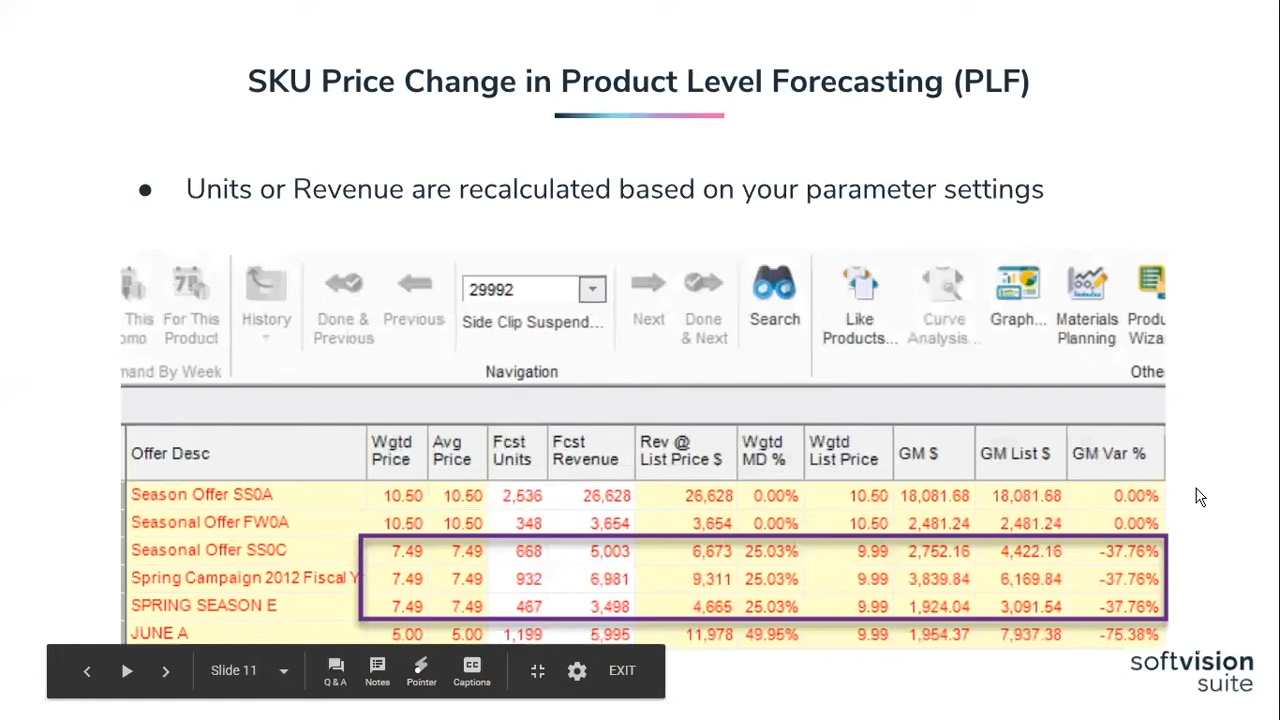 SKU Price Change in Product Level Forecasting (PLF)
● Units or Revenue are recalculated based on your parameter settings
This For This History Done & Previous 29992 Next Done Search Like Curve Graph... Materials Produ
omo Product Previous Side Clip Suspend... & Next Products... Analysis... Planning Wiza
mand By Week Navigation Othe
Offer Desc Wgtd Price Avg Price Fcst Units Fcst Revenue Rev @ List Price $ Wgtd MD % Wgtd List Price GM $ GM List $ GM Var %
Season Offer SS0A 10.50 10.50 2,536 26,628 26,628 0.00% 10.50 18,081.68 18,081.68 0.00%
Seasonal Offer FW0A 10.50 10.50 348 3,654 3,654 0.00% 10.50 2,481.24 2,481.24 0.00%
Seasonal Offer SS0C 7.49 7.49 668 5,003 6,673 25.03% 9.99 2,752.16 4,422.16 -37.76%
Spring Campaign 2012 Fiscal Y 7.49 7.49 932 6,981 9,311 25.03% 9.99 3,839.84 6,169.84 -37.76%
SPRING SEASON E 7.49 7.49 467 3,498 4,665 25.03% 9.99 1,924.04 3,091.54 -37.76%
JUNE A 5.00 5.00 1,199 5,995 11,978 49.95% 9.99 1,954.37 7,937.38 -75.38%
Slide 11 Q & A Notes Pointer CC Captions EXIT
softvision
suite